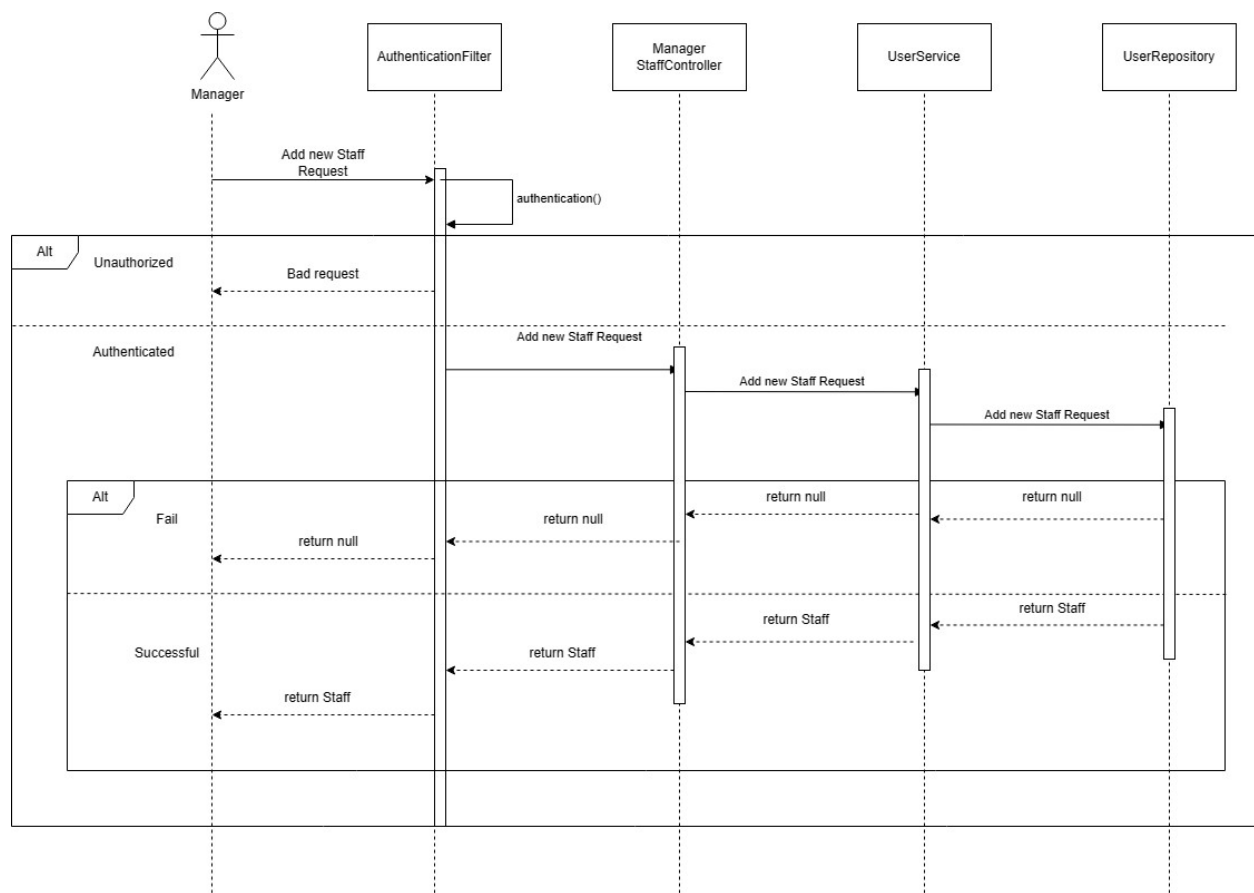 Manager
AuthenticationFilter
Manager
StaffController
UserService
UserRepository
Add new Staff
Request
authentication()
Alt
Unauthorized
Bad request
Authenticated
Add new Staff Request
Add new Staff Request
Add new Staff Request
Alt
Fail
return null
return null
return null
return null
Successful
return Staff
return Staff
return Staff
return Staff